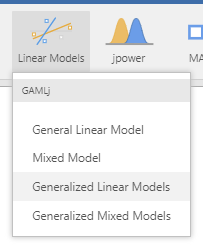 Linear Models jpower MA
GAMLj
General Linear Model
Mixed Model
Generalized Linear Models
Generalized Mixed Models